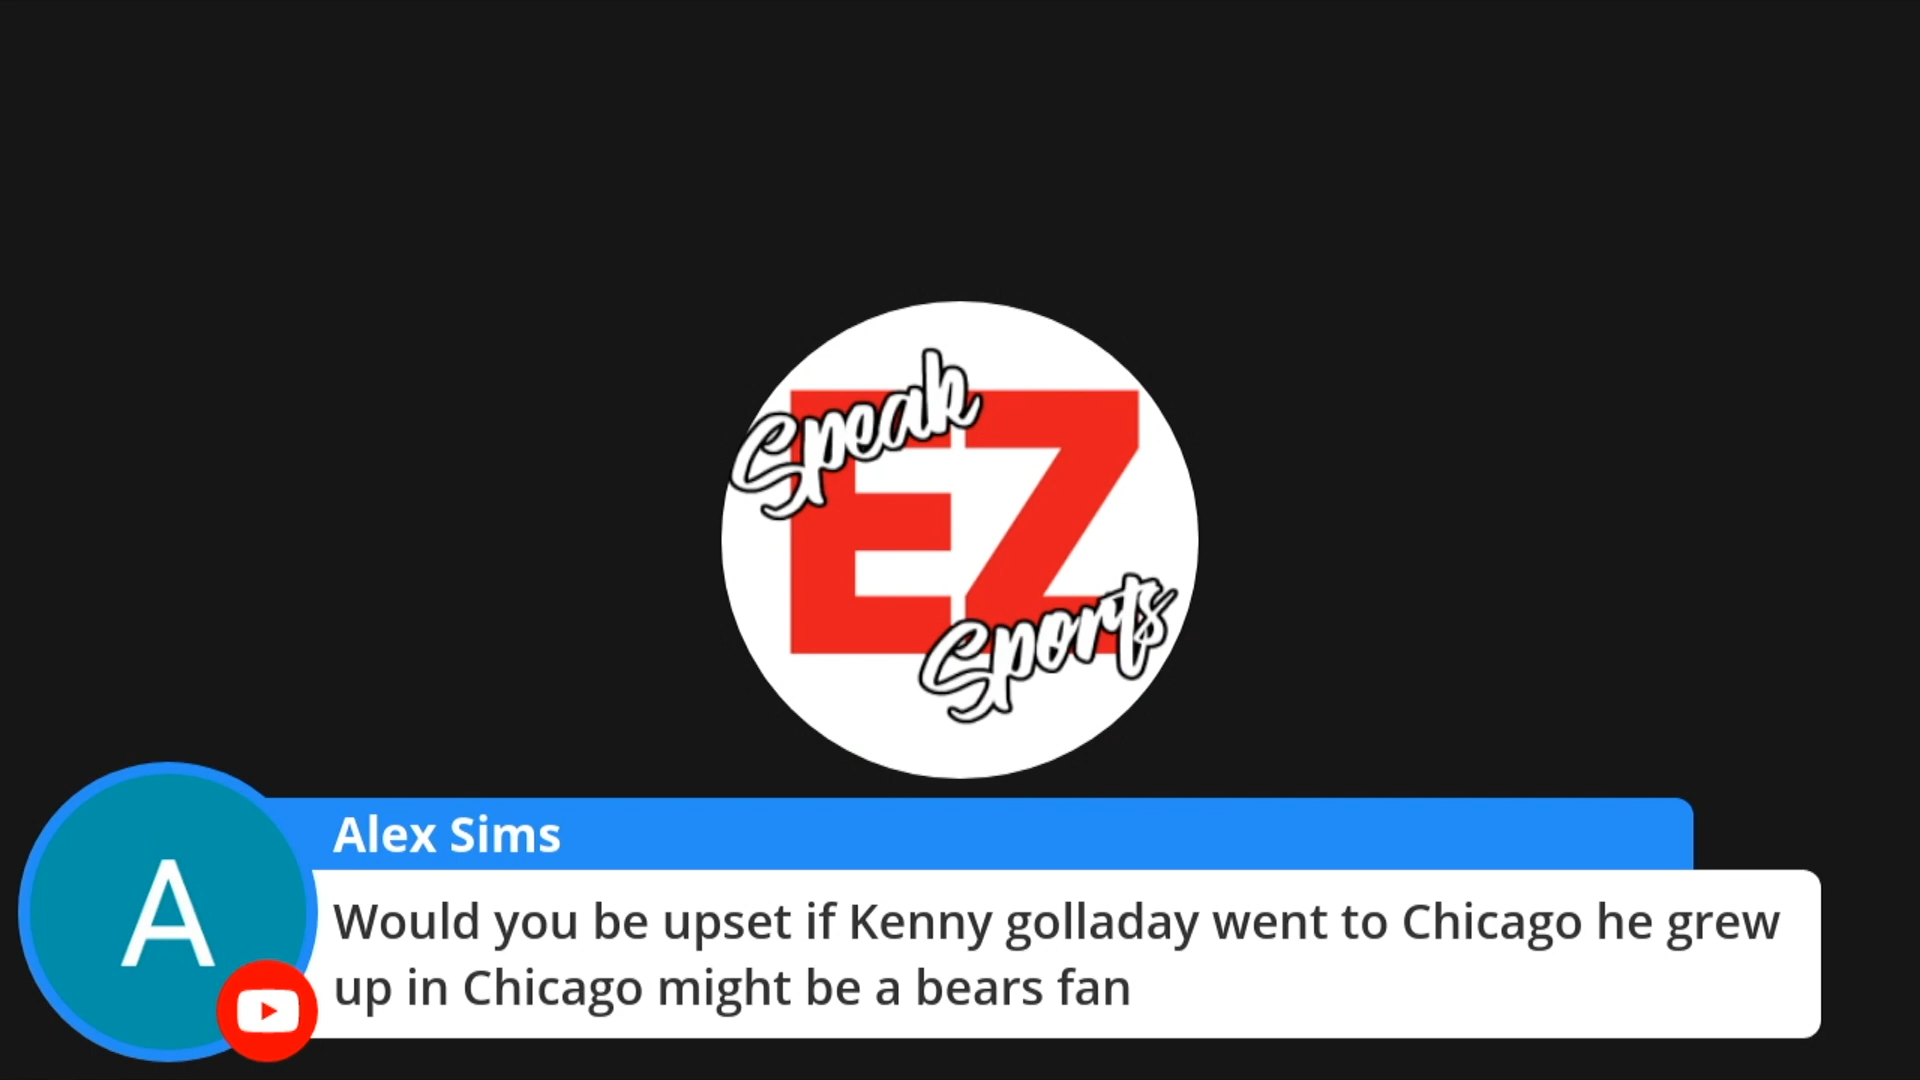 Speak
EZ
Sports
Alex Sims
A
Would you be upset if Kenny golladay went to Chicago he grew
up in Chicago might be a bears fan